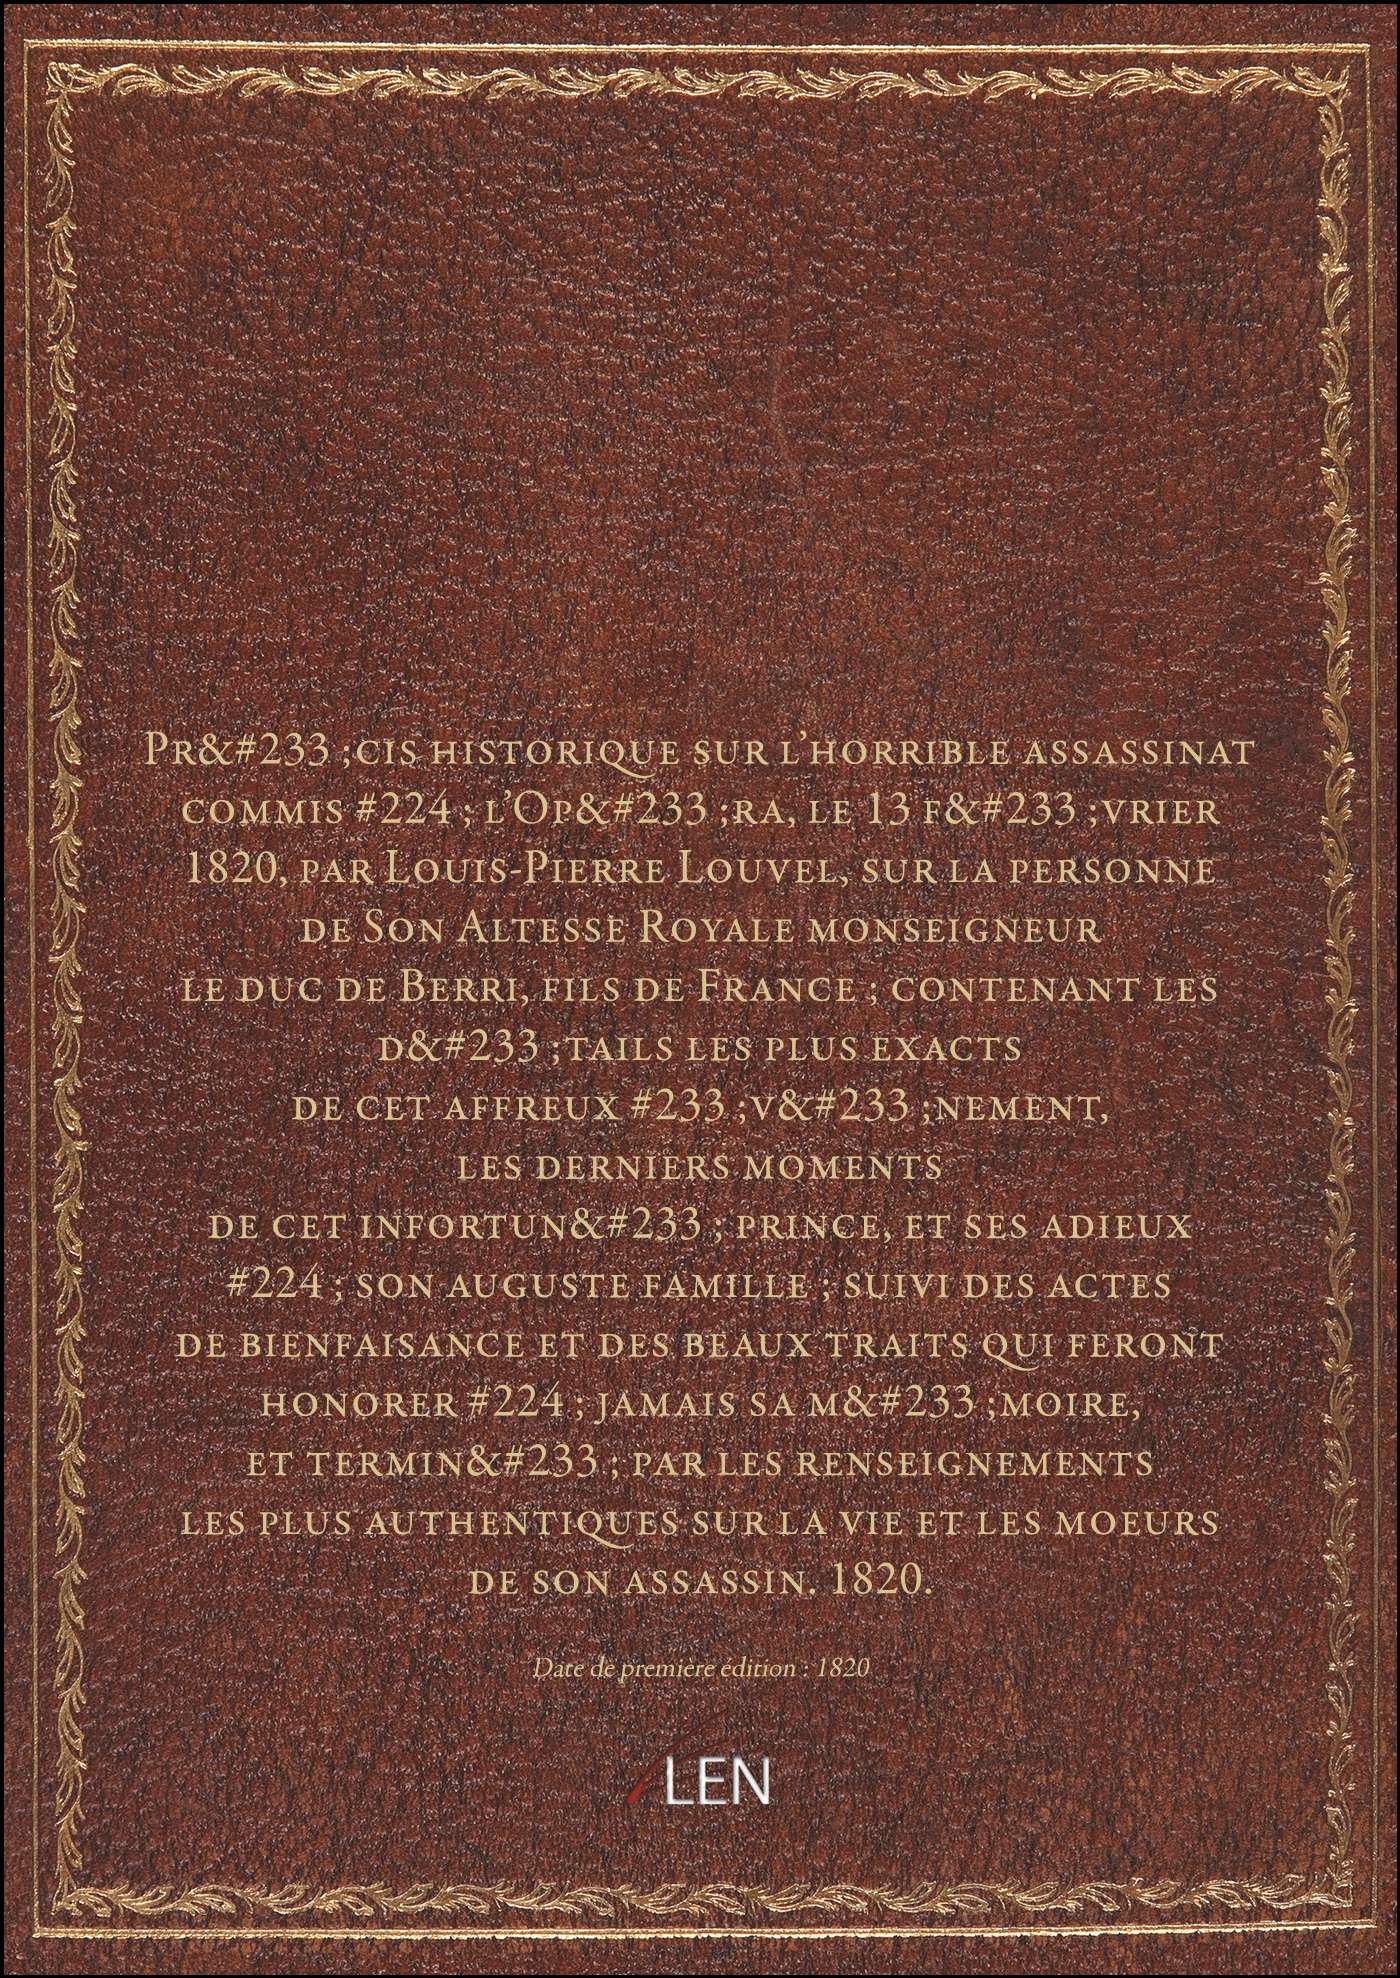 Pr&#233 ;cis historique sur l’horrible assassinat
commis #224 ; l’Op&#233 ;ra, le 13 f&#233 ;vrier
1820, par Louis-Pierre Louvel, sur la personne
de Son Altesse Royale monseigneur
le duc de Berri, fils de France ; contenant les
d&#233 ;tails les plus exacts
de cet affreux #233 ;v&#233 ;nement,
les derniers moments
de cet infortun&#233 ; prince, et ses adieux
#224 ; son auguste famille ; suivi des actes
de bienfaisance et des beaux traits qui feront
honorer #224 ; jamais sa m&#233 ;moire,
et termin&#233 ; par les renseignements
les plus authentiques sur la vie et les moeurs
de son assassin. 1820.
Date de première édition : 1820
LEN